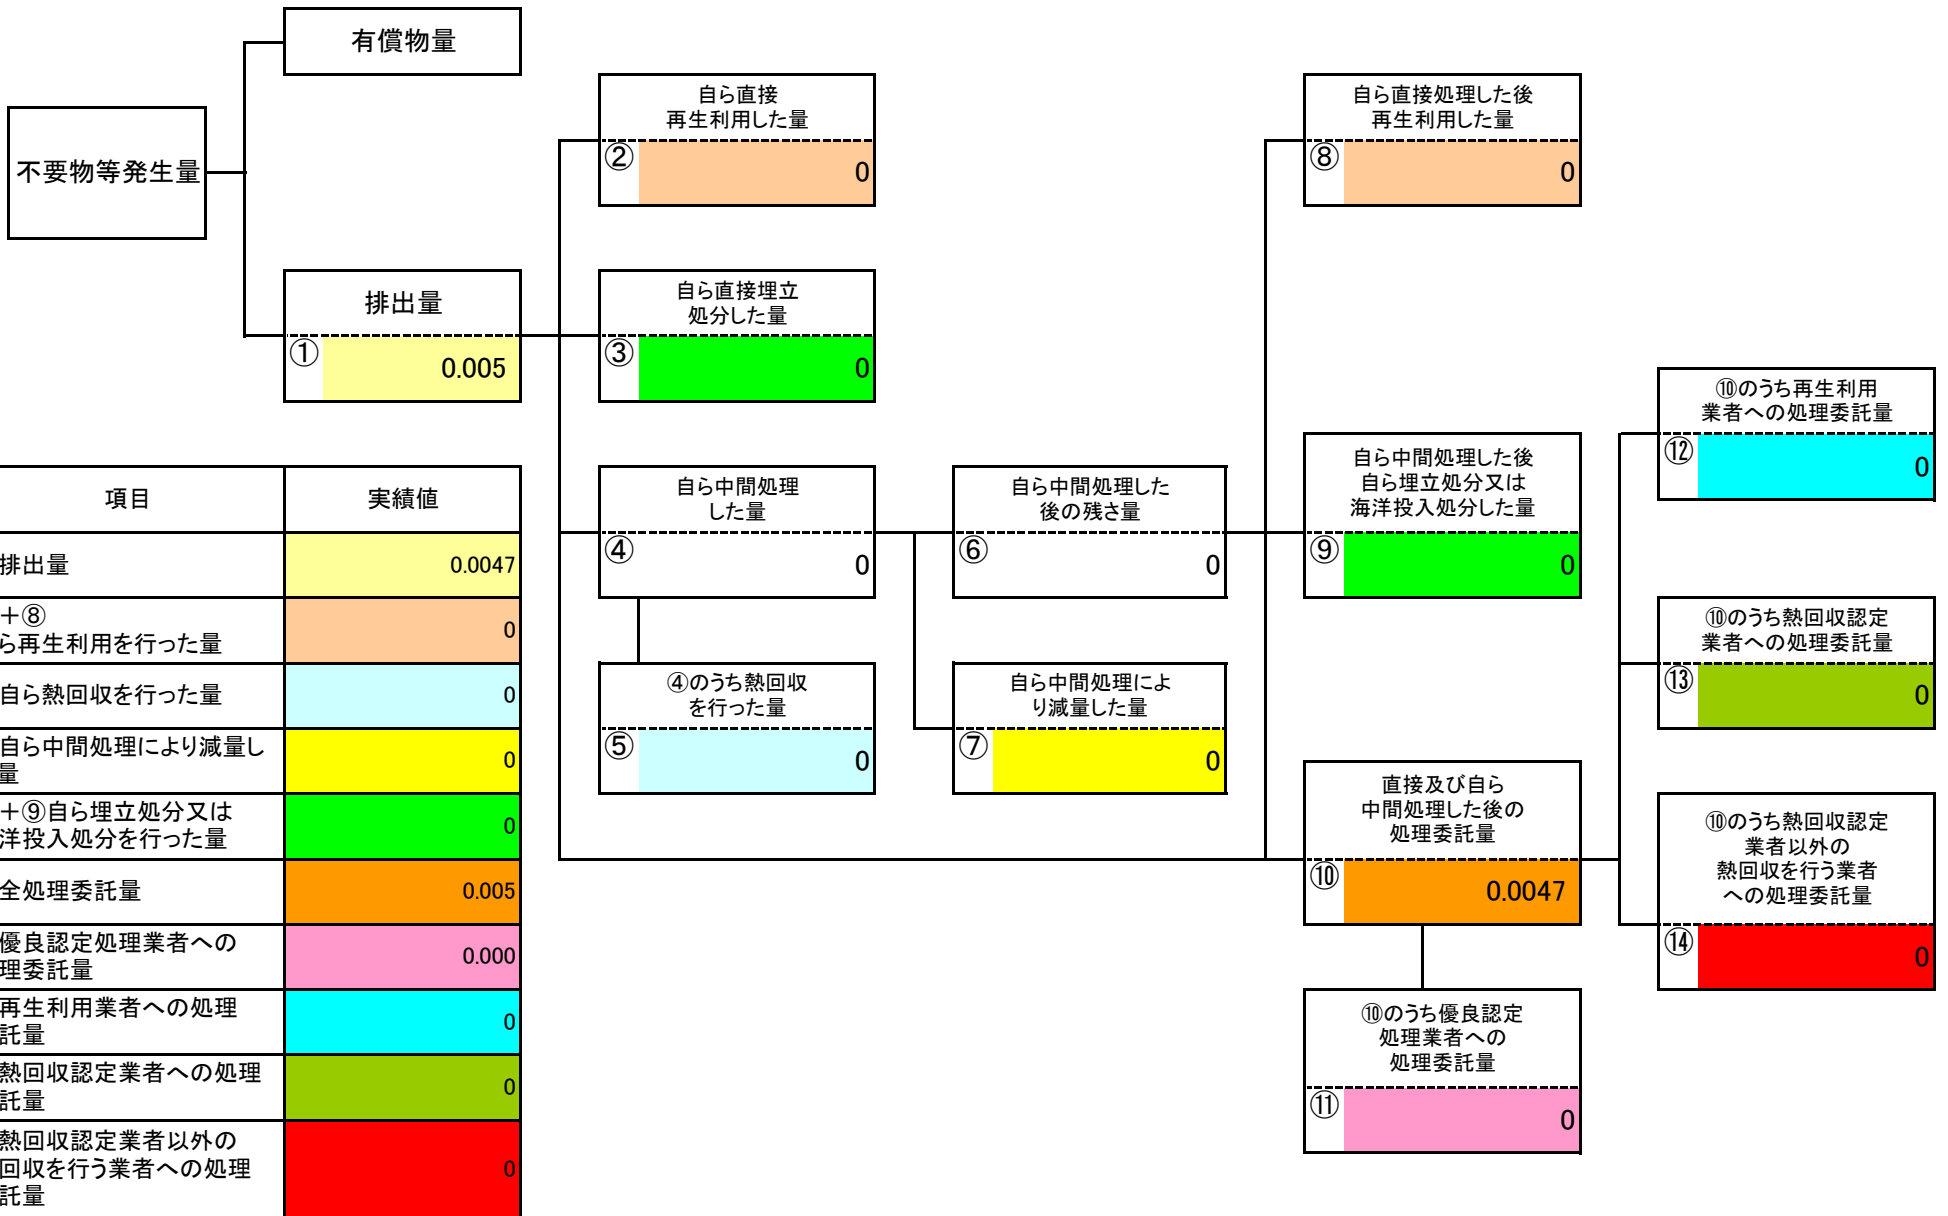 有償物量
不要物等発生量
排出量
①
0.005
自ら直接
再生利用した量
②
0
自ら直接埋立
処分した量
③
0
自ら中間処理
した量
④
0
④のうち熱回収
を行った量
⑤
0
自ら中間処理した
後の残さ量
⑥
0
自ら中間処理によ
り減量した量
⑦
0
自ら直接処理した後
再生利用した量
⑧
0
自ら中間処理した後
自ら埋立処分又は
海洋投入処分した量
⑨
0
直接及び自ら
中間処理した後の
処理委託量
⑩
0.0047
⑩のうち優良認定
処理業者への
処理委託量
⑪
0
⑩のうち再生利用
業者への処理委託量
⑫
0
⑩のうち熱回収認定
業者への処理委託量
⑬
0
⑩のうち熱回収認定
業者以外の
熱回収を行う業者
への処理委託量
⑭
0
項目 実績値
排出量 0.0047
+⑧
ら再生利用を行った量
0
自ら熱回収を行った量 0
自ら中間処理により減量し
量
0
+⑨自ら埋立処分又は
洋投入処分を行った量
0
全処理委託量 0.005
優良認定処理業者への
理委託量
0.000
再生利用業者への処理
託量
0
熱回収認定業者への処理
託量
0
熱回収認定業者以外の
回収を行う業者への処理
託量
0